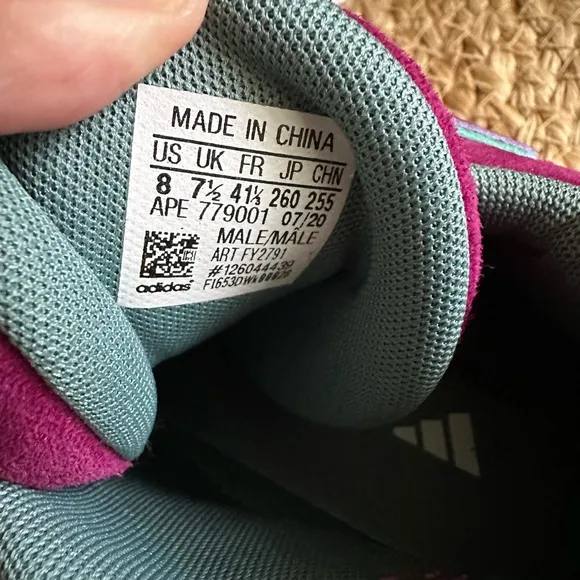 MADE IN CHINA
US UK FR JP CHN
8 7½ 41⅓ 260 255
APE 779001 07/20
MALE/MÂLE
ART FY2791
#126044439
adidas